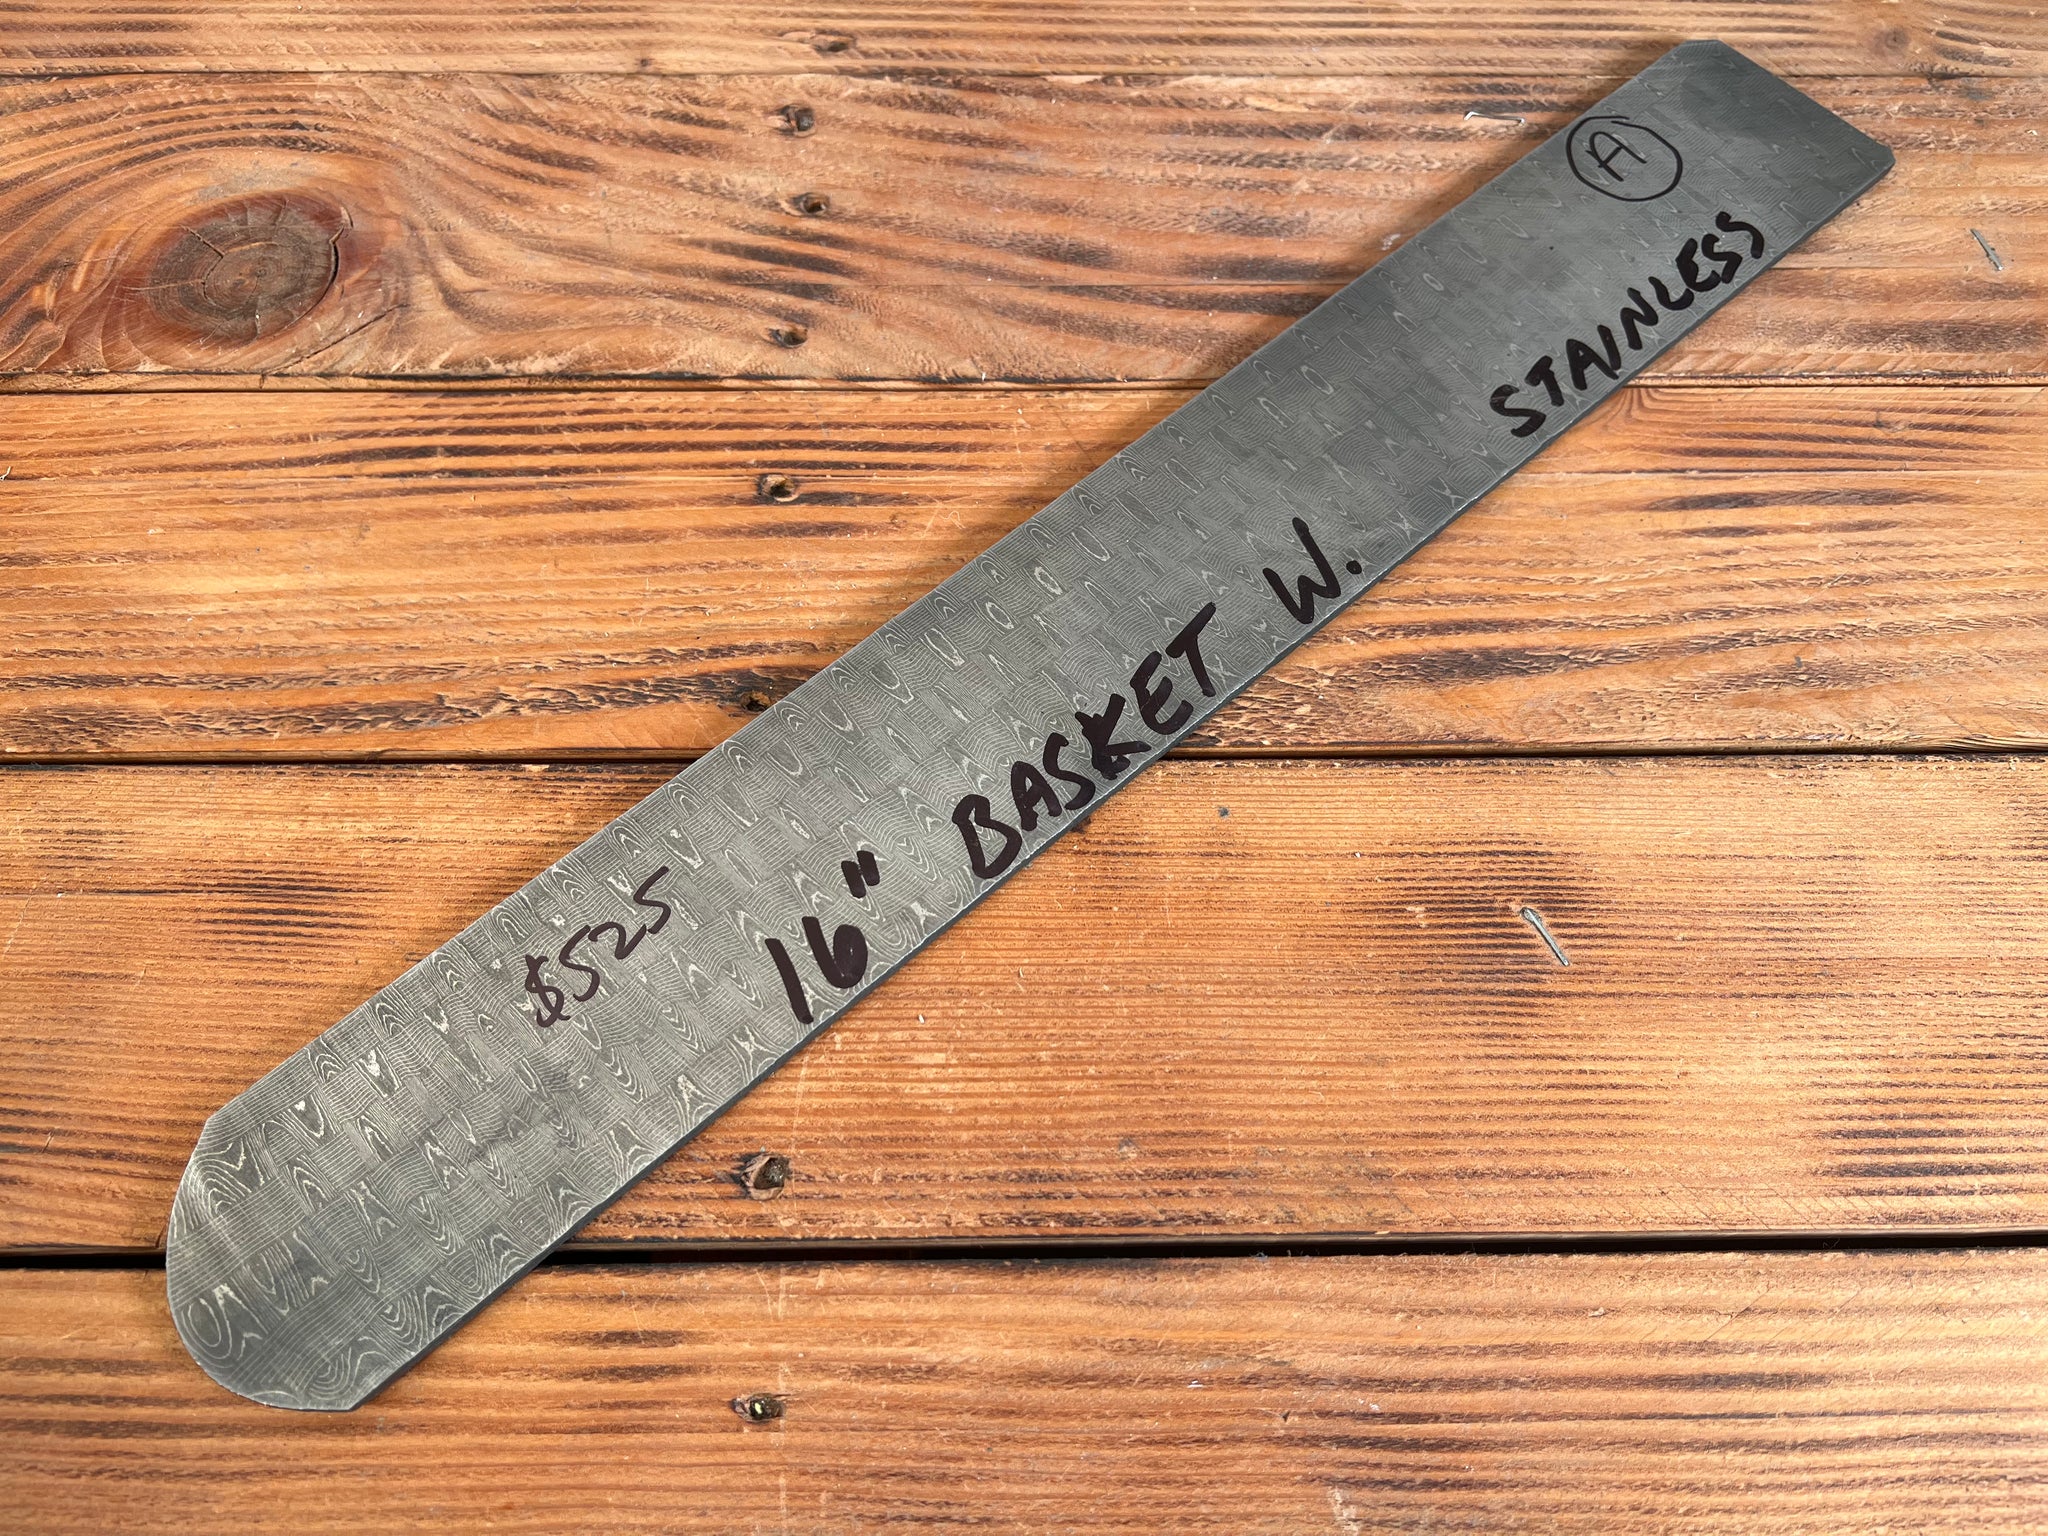 $525
16" BASKET W. STAINLESS
A